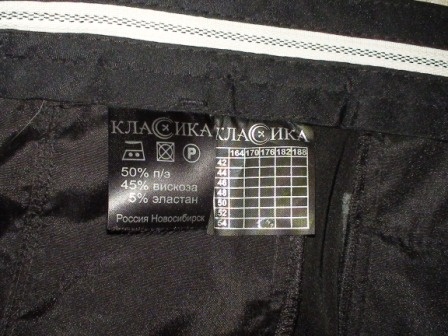 КЛАССИКА
P
50% п/э
45% вискоза
5% эластан
Россия Новосибирск
КЛАССИКА
164 170 176 182 188
42
44
46
48
50
52
54